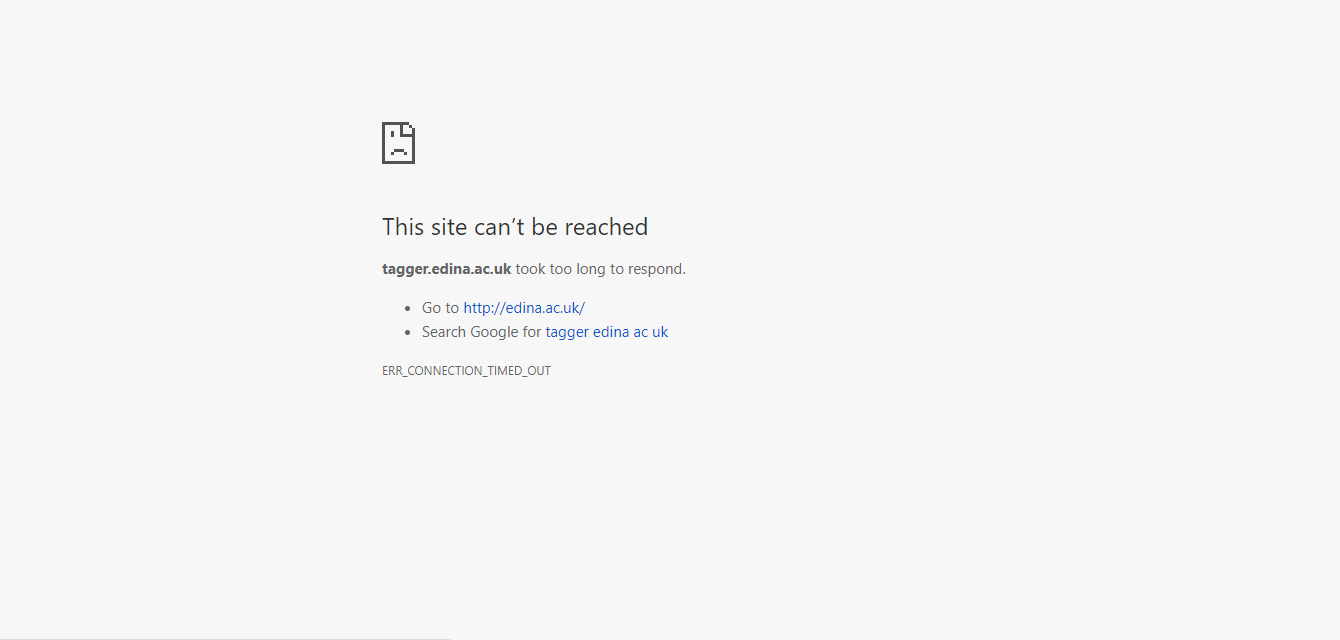 This site can’t be reached
tagger.edina.ac.uk took too long to respond.
• Go to http://edina.ac.uk/
• Search Google for tagger edina ac uk
ERR_CONNECTION_TIMED_OUT